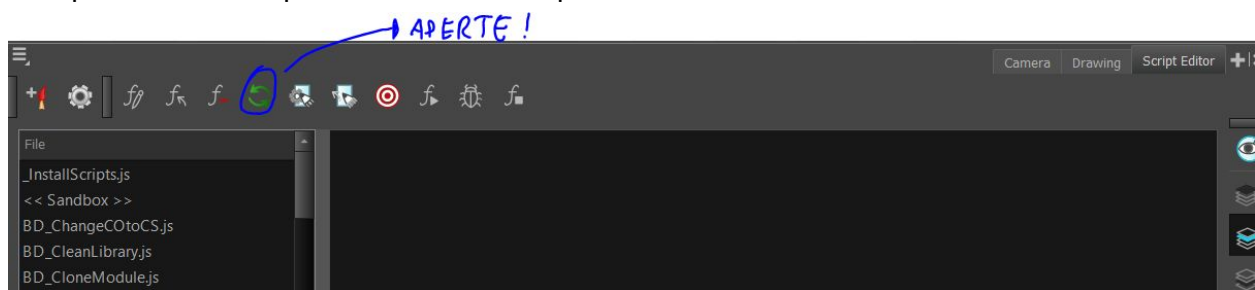 APERTE !
Camera Drawing Script Editor
File
_InstallScripts.js
<< Sandbox >>
BD_ChangeCOtoCS.js
BD_CleanLibrary.js
BD_CloneModule.js